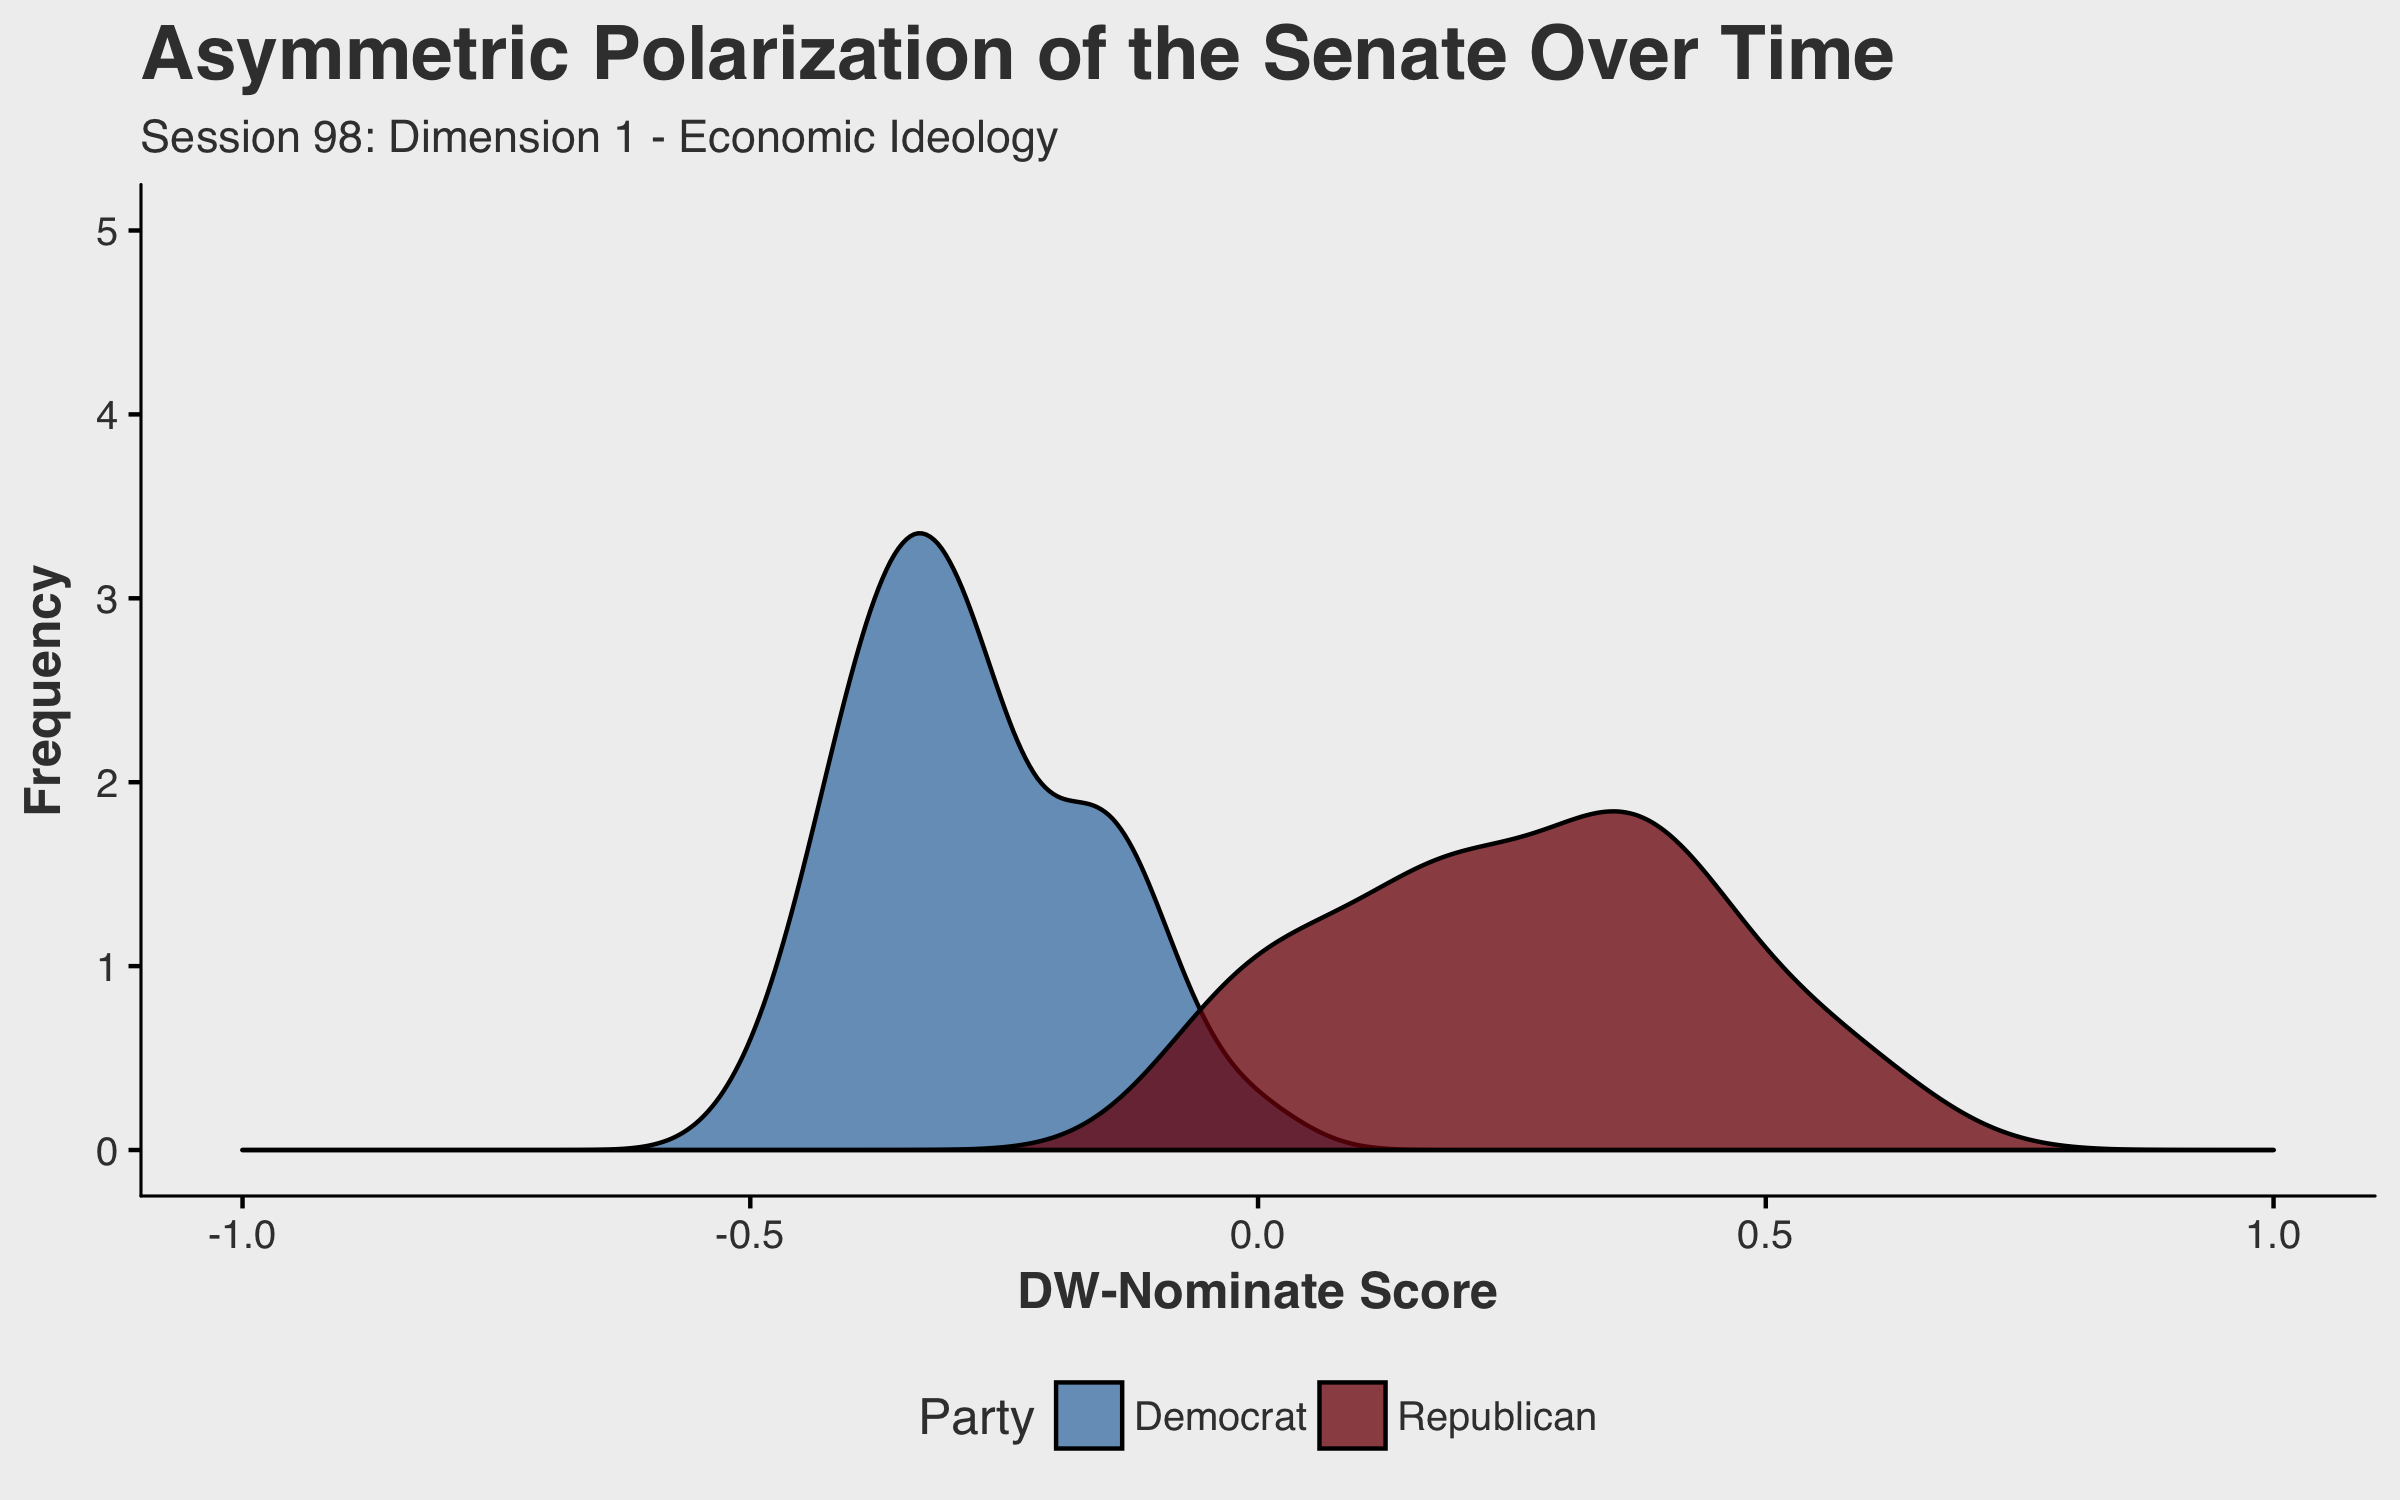 Asymmetric Polarization of the Senate Over Time
Session 98: Dimension 1 - Economic Ideology
5
4
3
2
1
0
Frequency
-1.0 -0.5 0.0 0.5 1.0
DW-Nominate Score
Party Democrat Republican